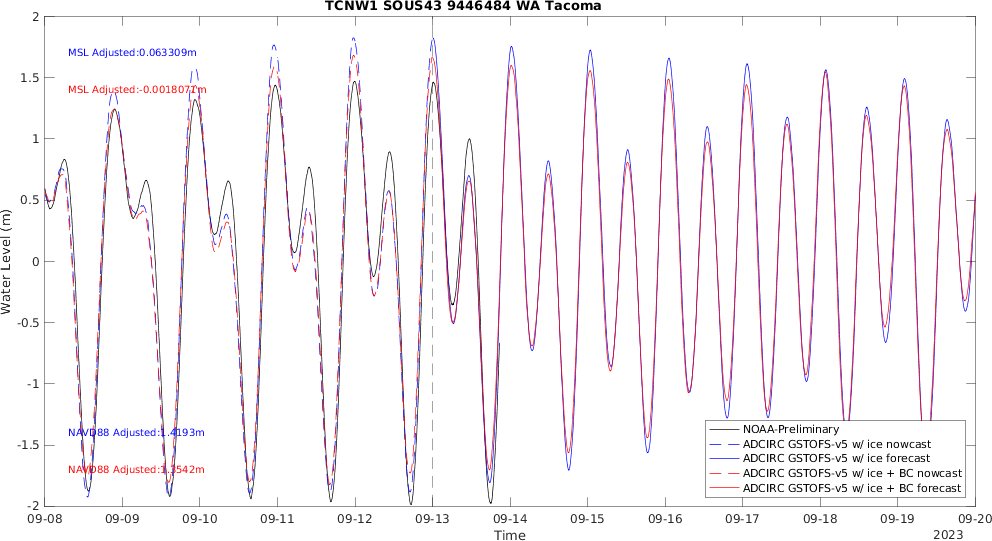 TCNW1 SOUS43 9446484 WA Tacoma
2
1.5
1
0.5
0
-0.5
-1
-1.5
-2
Water Level (m)
MSL Adjusted:0.063309m
MSL Adjusted:-0.0018071m
NAVD88 Adjusted:1.4193m
NAVD88 Adjusted:1.3542m
NOAA-Preliminary
ADCIRC GSTOFS-v5 w/ ice nowcast
ADCIRC GSTOFS-v5 w/ ice forecast
ADCIRC GSTOFS-v5 w/ ice + BC nowcast
ADCIRC GSTOFS-v5 w/ ice + BC forecast
09-08 09-09 09-10 09-11 09-12 09-13 09-14 09-15 09-16 09-17 09-18 09-19 09-20
Time
2023